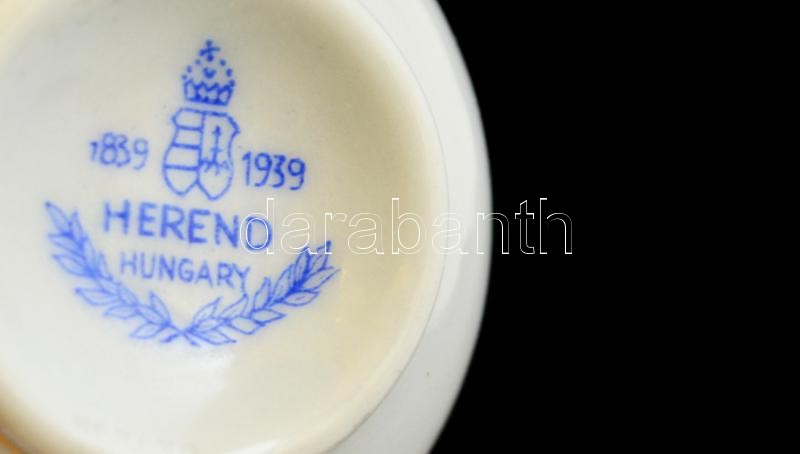 1839 1939
HEREND
HUNGARY
darabanth